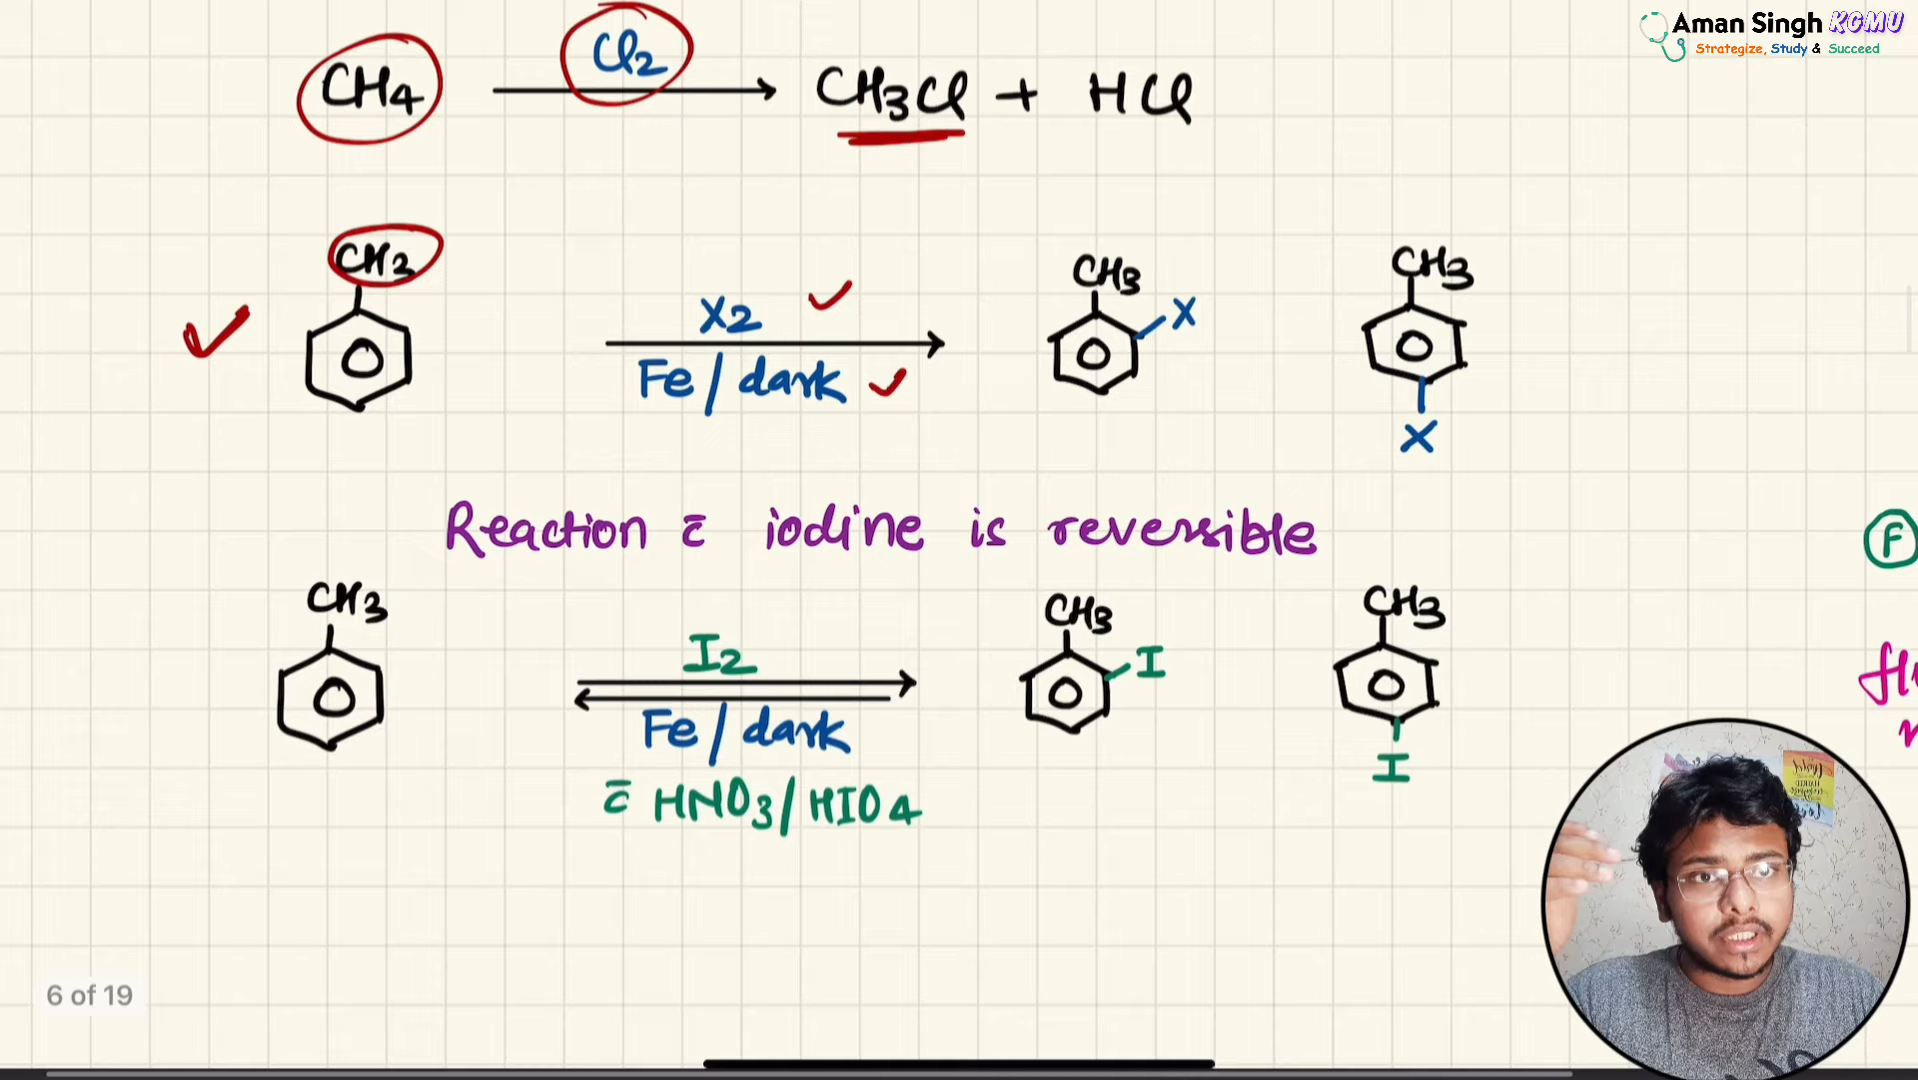 Aman Singh KGMU
Strategize, Study & Succeed
CH4 Cl2 CH3Cl + HCl
CH3
X2
Fe / dark
CH3
X
CH3
X
Reaction c̄ iodine is reversible
F
CH3
I2
Fe / dark
c̄ HNO3 / HIO4
CH3
I
CH3
I
6 of 19